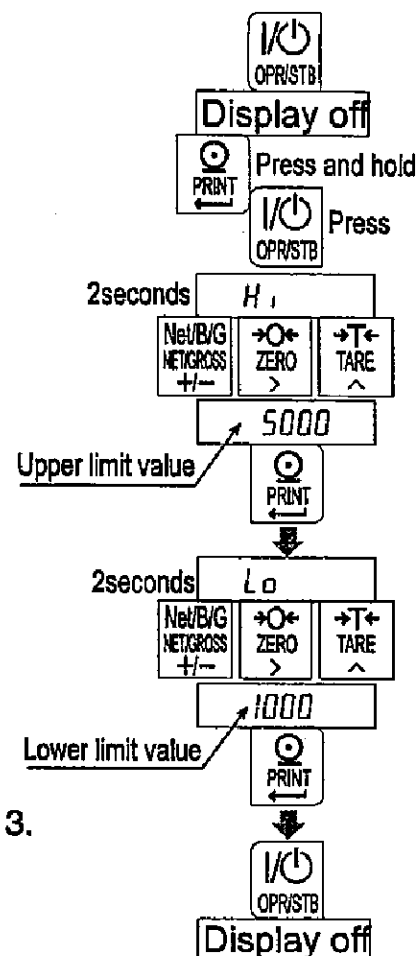 I/⏻
OPR/STB
Display off
PRINT Press and hold
I/⏻
OPR/STB Press
2seconds Hi
Net/B/G →O← →T←
NET/GROSS ZERO TARE
+/− > ^
5000
Upper limit value
PRINT
2seconds Lo
Net/B/G →O← →T←
NET/GROSS ZERO TARE
+/− > ^
1000
Lower limit value
PRINT
3.
I/⏻
OPR/STB
Display off